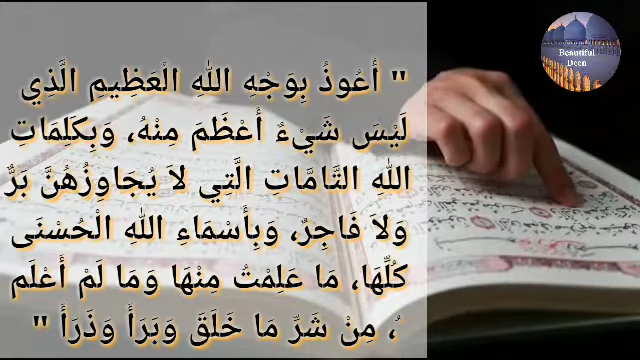 " أَعُوذُ بِوَجْهِ اللهِ الْعَظِيمِ الَّذِي
لَيْسَ شَيْءٌ أَعْظَمَ مِنْهُ، وَبِكَلِمَاتِ
اللهِ التَّامَّاتِ الَّتِي لاَ يُجَاوِزُهُنَّ بَرٌّ
وَلاَ فَاجِرٌ، وَبِأَسْمَاءِ اللهِ الْحُسْنَى
كُلِّهَا، مَا عَلِمْتُ مِنْهَا وَمَا لَمْ أَعْلَم
ُ، مِنْ شَرِّ مَا خَلَقَ وَبَرَأَ وَذَرَأَ "
Beautiful
Deen